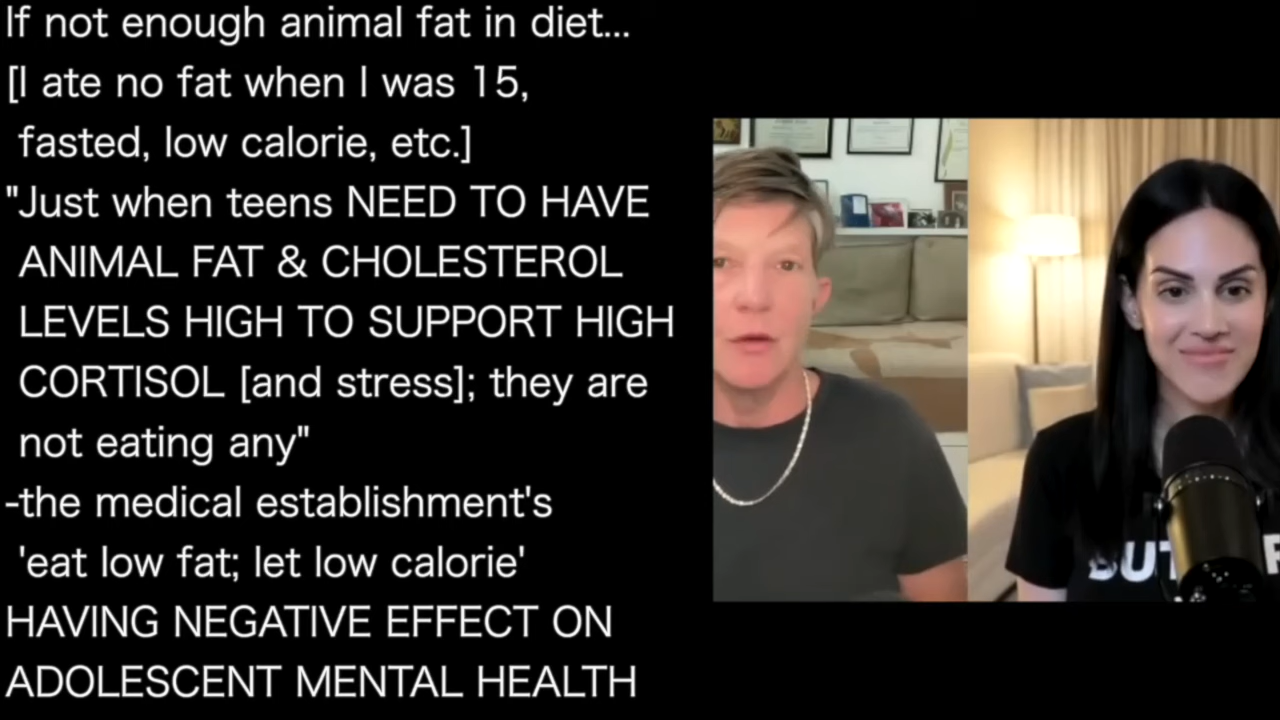 If not enough animal fat in diet...
[I ate no fat when I was 15,
fasted, low calorie, etc.]
"Just when teens NEED TO HAVE
ANIMAL FAT & CHOLESTEROL
LEVELS HIGH TO SUPPORT HIGH
CORTISOL [and stress]; they are
not eating any"
-the medical establishment's
'eat low fat; let low calorie'
HAVING NEGATIVE EFFECT ON
ADOLESCENT MENTAL HEALTH